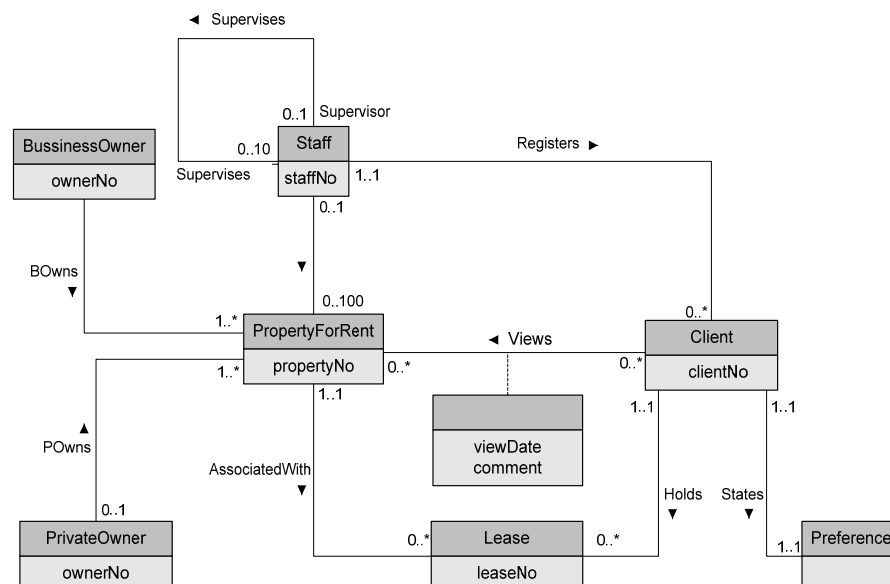 Supervises
0..1
Supervisor
BussinessOwner
ownerNo
0..10
Supervises
Staff
staffNo
1..1
Registers
0..1
BOwns
0..100
1..*
PropertyForRent
propertyNo
1..*
0..*
1..1
Views
0..*
0..*
Client
clientNo
1..1
1..1
viewDate
comment
POwns
AssociatedWith
Holds
States
0..1
PrivateOwner
ownerNo
0..*
Lease
leaseNo
0..*
1..1
Preference